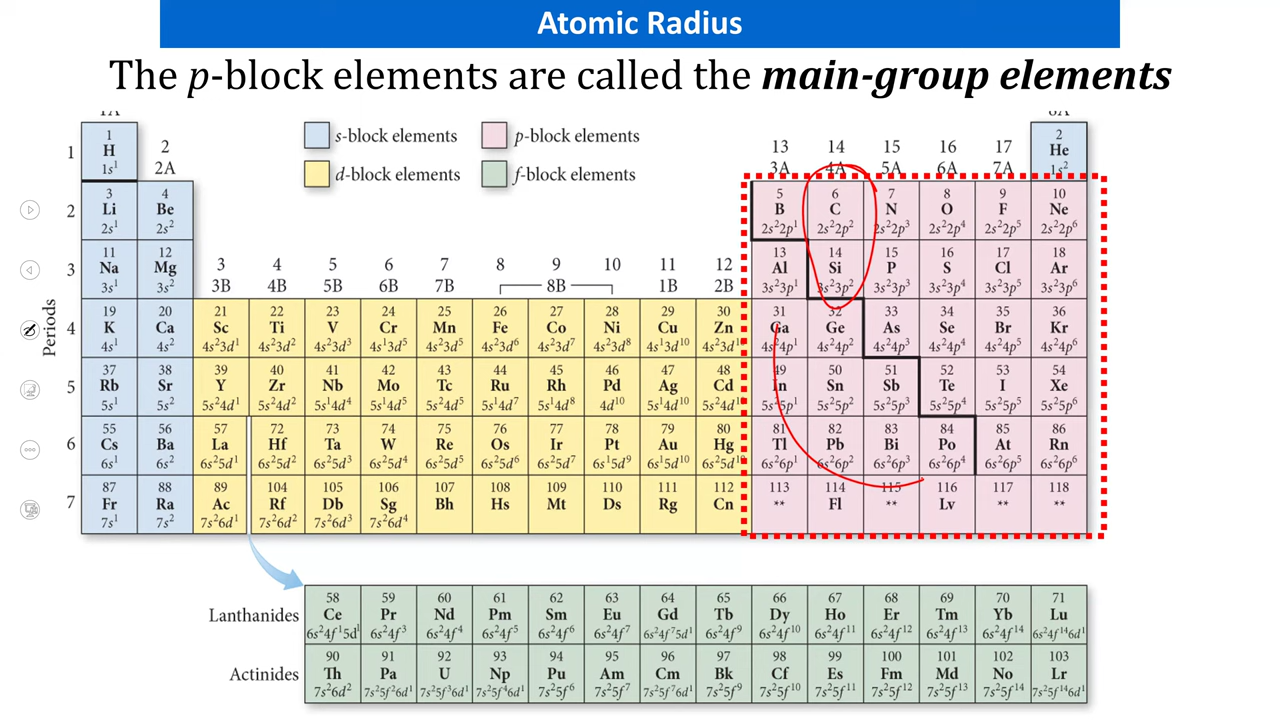 Atomic Radius
The p-block elements are called the main-group elements
1A 8A
s-block elements p-block elements
d-block elements f-block elements
2 13 14 15 16 17
2A 3A 4A 5A 6A 7A
3 4 5 6 7 8 9 10 11 12
3B 4B 5B 6B 7B 8B 1B 2B
Periods
1 1 2
H He
1s¹ 1s²
2 3 4 5 6 7 8 9 10
Li Be B C N O F Ne
2s¹ 2s² 2s²2p¹ 2s²2p² 2s²2p³ 2s²2p⁴ 2s²2p⁵ 2s²2p⁶
3 11 12 13 14 15 16 17 18
Na Mg Al Si P S Cl Ar
3s¹ 3s² 3s²3p¹ 3s²3p² 3s²3p³ 3s²3p⁴ 3s²3p⁵ 3s²3p⁶
4 19 20 21 22 23 24 25 26 27 28 29 30 31 32 33 34 35 36
K Ca Sc Ti V Cr Mn Fe Co Ni Cu Zn Ga Ge As Se Br Kr
4s¹ 4s² 4s²3d¹ 4s²3d² 4s²3d³ 4s¹3d⁵ 4s²3d⁵ 4s²3d⁶ 4s²3d⁷ 4s²3d⁸ 4s¹3d¹⁰ 4s²3d¹⁰ 4s²4p¹ 4s²4p² 4s²4p³ 4s²4p⁴ 4s²4p⁵ 4s²4p⁶
5 37 38 39 40 41 42 43 44 45 46 47 48 49 50 51 52 53 54
Rb Sr Y Zr Nb Mo Tc Ru Rh Pd Ag Cd In Sn Sb Te I Xe
5s¹ 5s² 5s²4d¹ 5s²4d² 5s¹4d⁴ 5s¹4d⁵ 5s²4d⁵ 5s¹4d⁷ 5s¹4d⁸ 4d¹⁰ 5s¹4d¹⁰ 5s²4d¹⁰ 5s²5p¹ 5s²5p² 5s²5p³ 5s²5p⁴ 5s²5p⁵ 5s²5p⁶
6 55 56 57 72 73 74 75 76 77 78 79 80 81 82 83 84 85 86
Cs Ba La Hf Ta W Re Os Ir Pt Au Hg Tl Pb Bi Po At Rn
6s¹ 6s² 6s²5d¹ 6s²5d² 6s²5d³ 6s²5d⁴ 6s²5d⁵ 6s²5d⁶ 6s²5d⁷ 6s¹5d⁹ 6s¹5d¹⁰ 6s²5d¹⁰ 6s²6p¹ 6s²6p² 6s²6p³ 6s²6p⁴ 6s²6p⁵ 6s²6p⁶
7 87 88 89 104 105 106 107 108 109 110 111 112 113 114 115 116 117 118
Fr Ra Ac Rf Db Sg Bh Hs Mt Ds Rg Cn ** Fl ** Lv ** **
7s¹ 7s² 7s²6d¹ 7s²6d² 7s²6d³ 7s²6d⁴
58 59 60 61 62 63 64 65 66 67 68 69 70 71
Lanthanides Ce Pr Nd Pm Sm Eu Gd Tb Dy Ho Er Tm Yb Lu
6s²4f¹5d¹ 6s²4f³ 6s²4f⁴ 6s²4f⁵ 6s²4f⁶ 6s²4f⁷ 6s²4f⁷5d¹ 6s²4f⁹ 6s²4f¹⁰ 6s²4f¹¹ 6s²4f¹² 6s²4f¹³ 6s²4f¹⁴ 6s²4f¹⁴6d¹
90 91 92 93 94 95 96 97 98 99 100 101 102 103
Actinides Th Pa U Np Pu Am Cm Bk Cf Es Fm Md No Lr
7s²6d² 7s²5f²6d¹ 7s²5f³6d¹ 7s²5f⁴6d¹ 7s²5f⁶ 7s²5f⁷ 7s²5f⁷6d¹ 7s²5f⁹ 7s²5f¹⁰ 7s²5f¹¹ 7s²5f¹² 7s²5f¹³ 7s²5f¹⁴ 7s²5f¹⁴6d¹